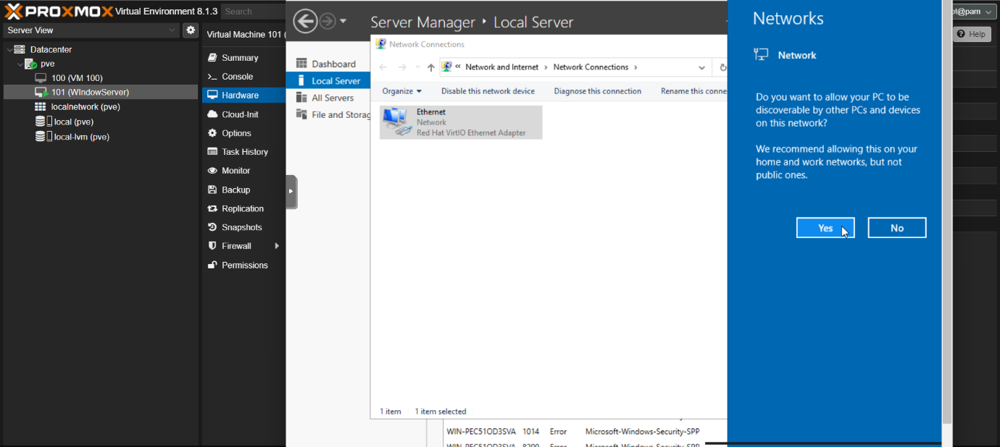 PROXMOX Virtual Environment 8.1.3
Search
Server View
Datacenter
pve
100 (VM 100)
101 (WIndowServer)
localnetwork (pve)
local (pve)
local-lvm (pve)
Virtual Machine 101 (
Summary
Console
Hardware
Cloud-Init
Options
Task History
Monitor
Backup
Replication
Snapshots
Firewall
Permissions
Server Manager
Local Server
Dashboard
Local Server
All Servers
File and Storag
Network Connections
« Network and Internet > Network Connections >
Organize
Disable this network device
Diagnose this connection
Rename this conne
Ethernet
Network
Red Hat VirtIO Ethernet Adapter
1 item
1 item selected
WIN-PEC51OD3SVA 1014 Error Microsoft-Windows-Security-SPP
WIN-PEC51OD3SVA 8200 Error Microsoft-Windows-Security-SPP
Networks
Network
Do you want to allow your PC to be
discoverable by other PCs and devices
on this network?
We recommend allowing this on your
home and work networks, but not
public ones.
Yes
No
t@pam
Help